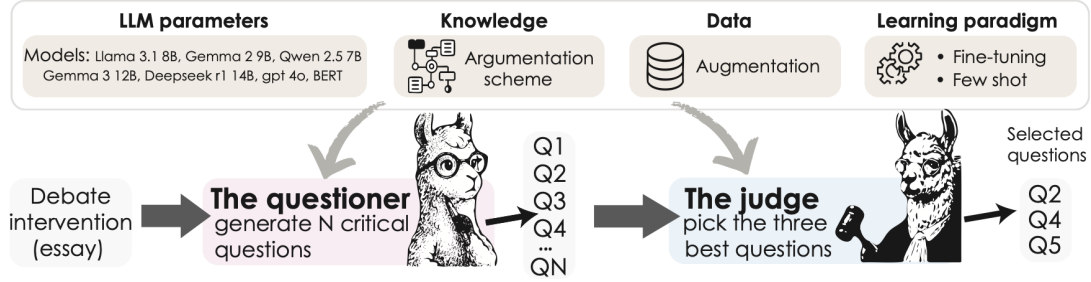 LLM parameters
Models: Llama 3.1 8B, Gemma 2 9B, Qwen 2.5 7B
Gemma 3 12B, Deepseek r1 14B, gpt 4o, BERT
Knowledge
Argumentation
scheme
Data
Augmentation
Learning paradigm
• Fine-tuning
• Few shot
Debate
intervention
(essay)
The questioner
generate N critical
questions
Q1
Q2
Q3
Q4
...
QN
The judge
pick the three
best questions
Selected
questions
Q2
Q4
Q5